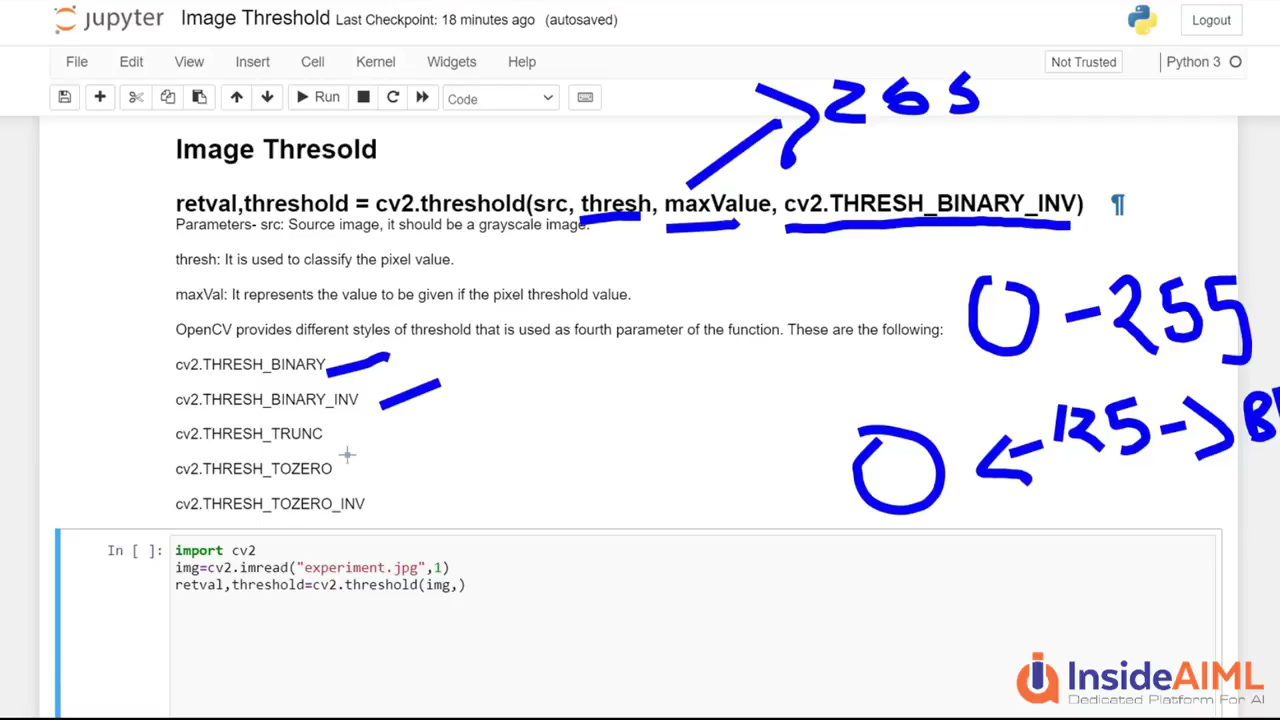 jupyter Image Threshold Last Checkpoint: 18 minutes ago (autosaved) Logout
File Edit View Insert Cell Kernel Widgets Help Not Trusted Python 3
Run Code
265
Image Thresold
retval,threshold = cv2.threshold(src, thresh, maxValue, cv2.THRESH_BINARY_INV) ¶
Parameters- src: Source image, it should be a grayscale image.
thresh: It is used to classify the pixel value.
maxVal: It represents the value to be given if the pixel threshold value.
0-255
OpenCV provides different styles of threshold that is used as fourth parameter of the function. These are the following:
cv2.THRESH_BINARY
cv2.THRESH_BINARY_INV
125
cv2.THRESH_TRUNC
cv2.THRESH_TOZERO
cv2.THRESH_TOZERO_INV
In [ ]: import cv2
img=cv2.imread("experiment.jpg",1)
retval,threshold=cv2.threshold(img,)
InsideAIML
Dedicated Platform For AI